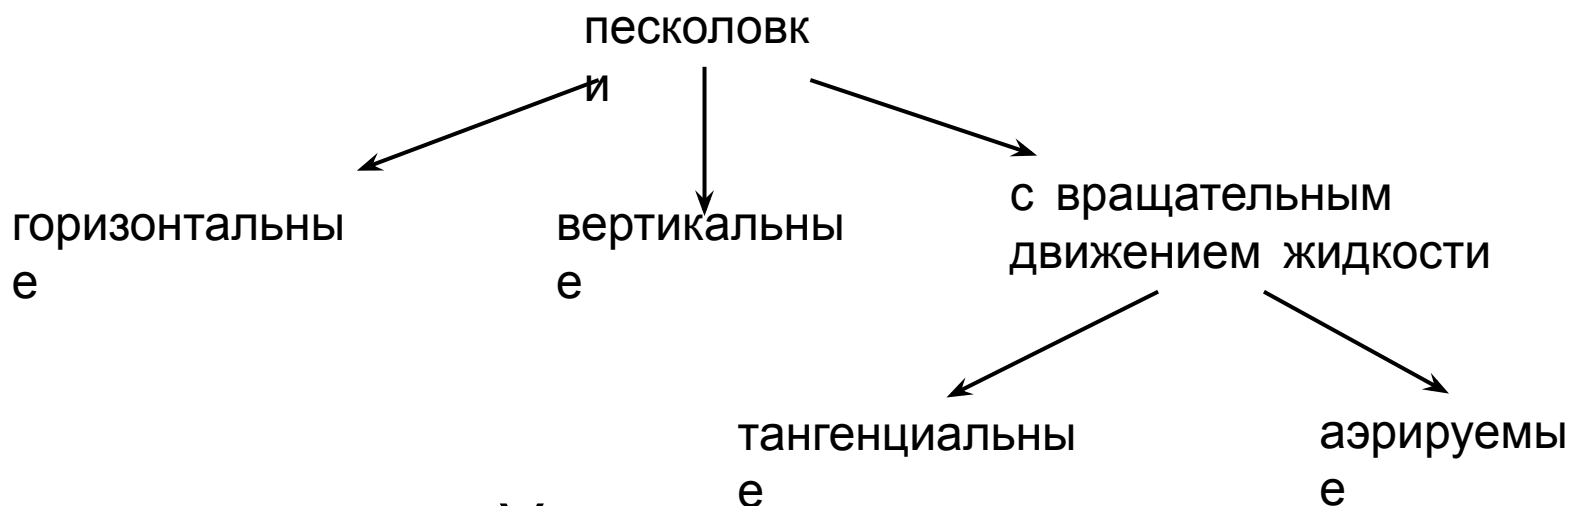 песколовк
и
горизонтальны
е
вертикальны
е
с вращательным
движением жидкости
тангенциальны
е
аэрируемы
е